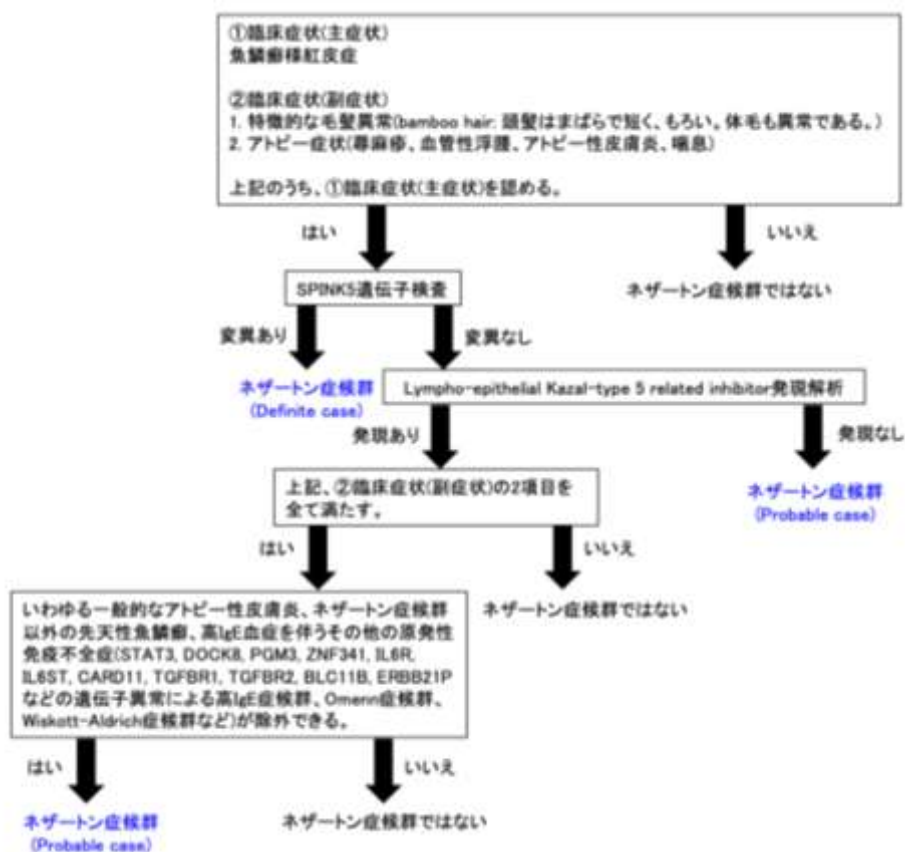 ①臨床症状(主症状)
魚鱗癬様紅皮症
②臨床症状(副症状)
1. 特徴的な毛髪異常(bamboo hair: 頭髪はまばらで短く、もろい。体毛も異常である。)
2. アトピー症状(蕁麻疹、血管性浮腫、アトピー性皮膚炎、喘息)
上記のうち、①臨床症状(主症状)を認める。
はい
いいえ
SPINK5遺伝子検査
ネザートン症候群ではない
変異あり
変異なし
ネザートン症候群
(Definite case)
Lympho-epithelial Kazal-type 5 related inhibitor発現解析
発現あり
発現なし
上記、②臨床症状(副症状)の2項目を
全て満たす。
ネザートン症候群
(Probable case)
はい
いいえ
いわゆる一般的なアトピー性皮膚炎、ネザートン症候群
以外の先天性魚鱗癬、高IgE血症を伴うその他の原発性
免疫不全症(STAT3, DOCK8, PGM3, ZNF341, IL6R,
IL6ST, CARD11, TGFBR1, TGFBR2, BLC11B, ERBB21P
などの遺伝子異常による高IgE症候群、Omenn症候群、
Wiskott-Aldrich症候群など)が除外できる。
ネザートン症候群ではない
はい
いいえ
ネザートン症候群
(Probable case)
ネザートン症候群ではない